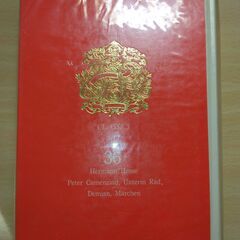 36
Hermann Hesse
Peter Camenzind, Unterm Rad,
Demian, Märchen